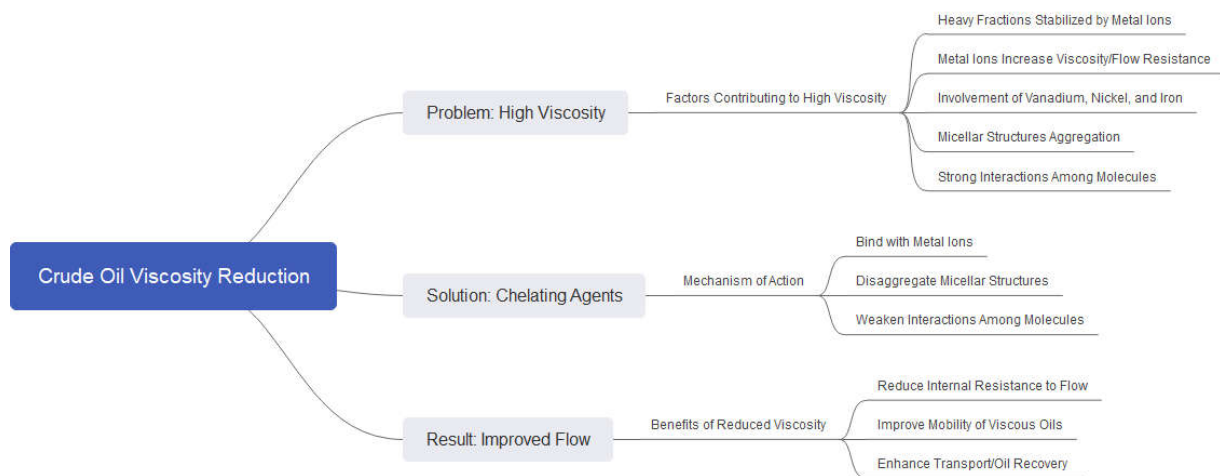 Crude Oil Viscosity Reduction
Problem: High Viscosity
Factors Contributing to High Viscosity
Heavy Fractions Stabilized by Metal Ions
Metal Ions Increase Viscosity/Flow Resistance
Involvement of Vanadium, Nickel, and Iron
Micellar Structures Aggregation
Strong Interactions Among Molecules
Solution: Chelating Agents
Mechanism of Action
Bind with Metal Ions
Disaggregate Micellar Structures
Weaken Interactions Among Molecules
Result: Improved Flow
Benefits of Reduced Viscosity
Reduce Internal Resistance to Flow
Improve Mobility of Viscous Oils
Enhance Transport/Oil Recovery